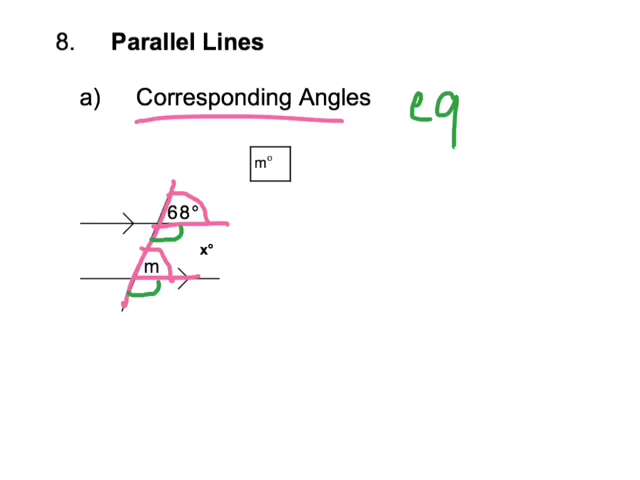 8. Parallel Lines
a) Corresponding Angles eq
m°
68°
x°
m